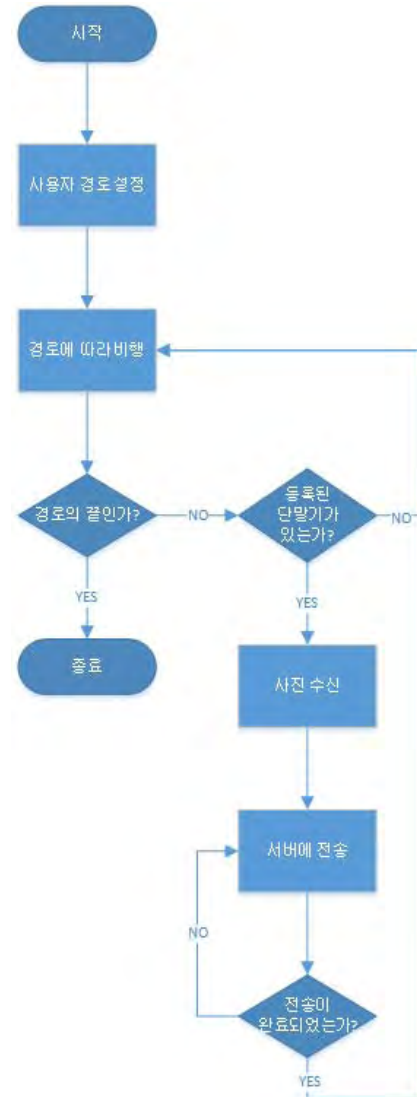 시작
사용자 경로 설정
경로에 따라 비행
경로의 끝인가?
NO
등록된
단말기가
있는가?
NO
YES
YES
종료
사진 수신
서버에 전송
NO
전송이
완료되었는가?
YES